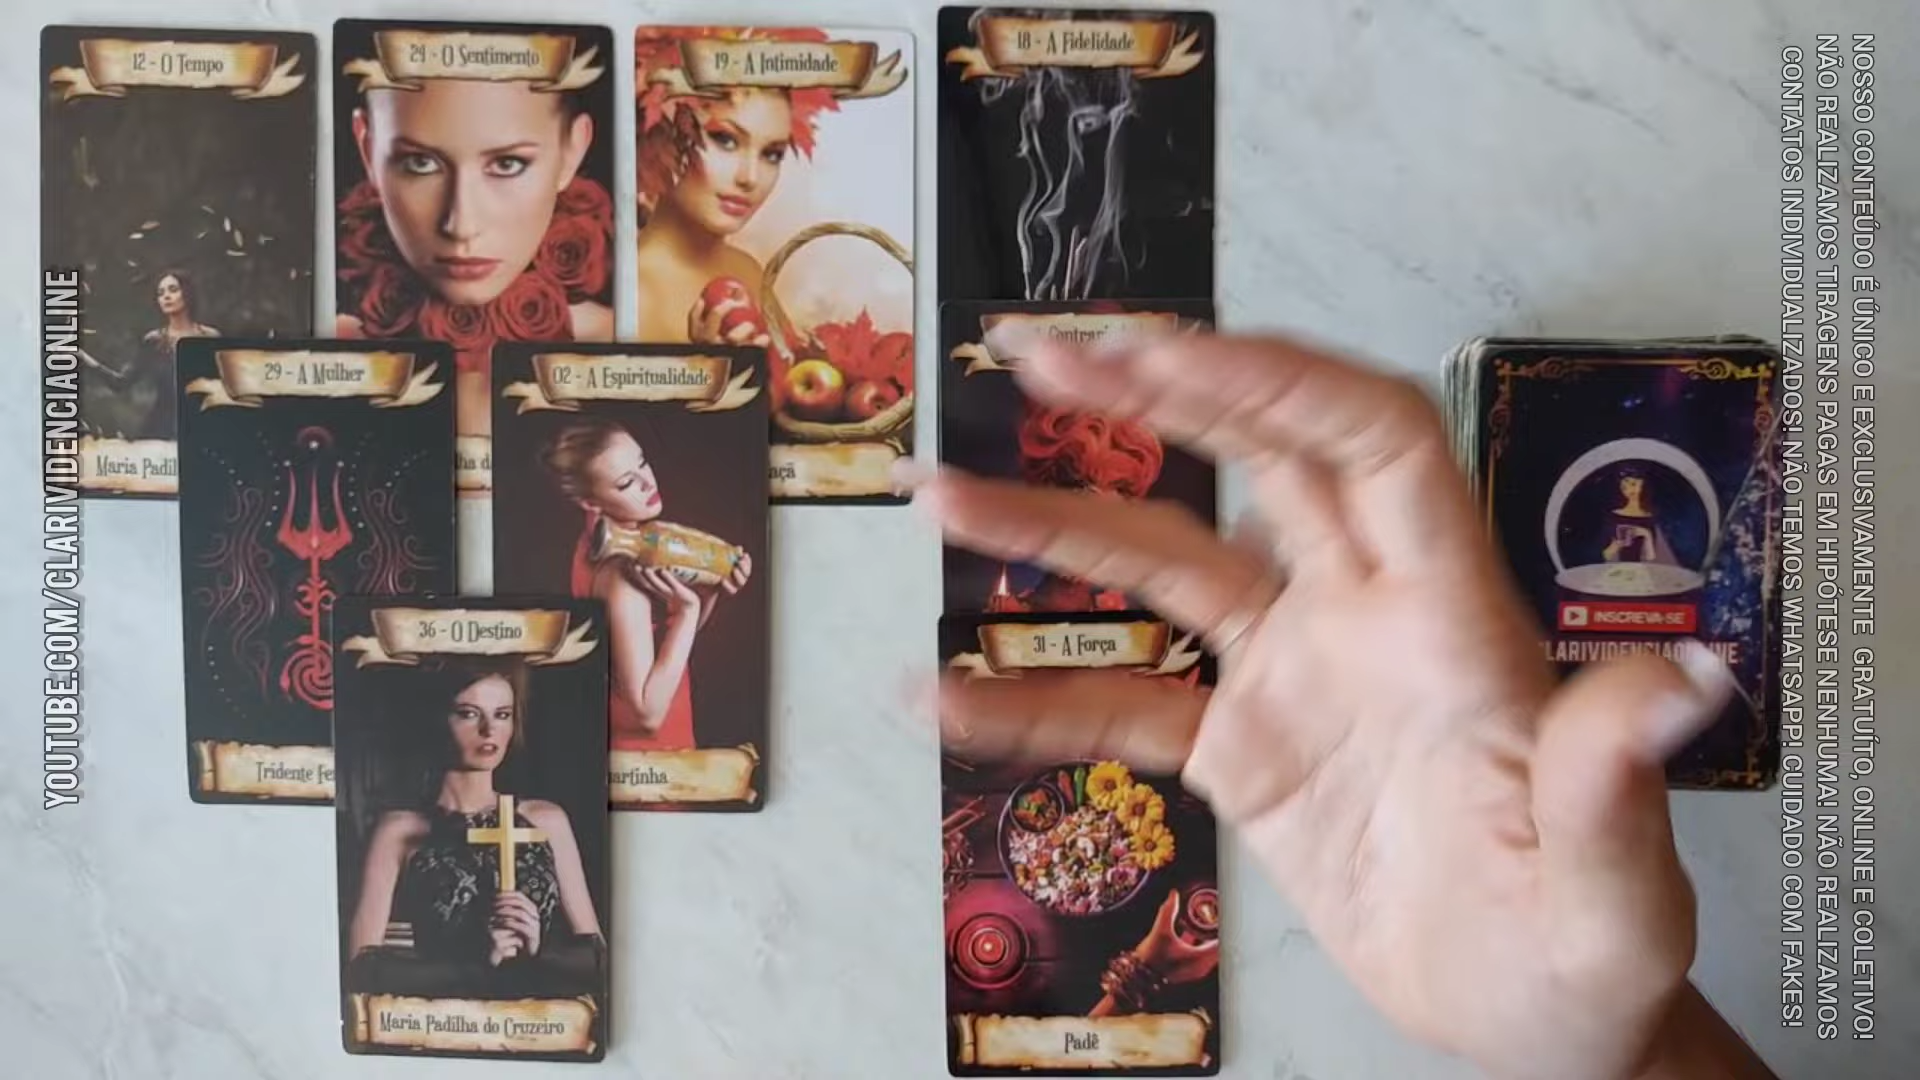 12 - O Tempo
Maria Padil
O Sentimento
19 - A Intimidade
18 - A Fidelidade
29 - A Mulher
Tridente Fe
02 - A Espiritualidade
artinha
36 - O Destino
Maria Padilha do Cruzeiro
31 - A Força
Padê
INSCREVA-SE
YOUTUBE.COM/CLARIVIDENCIAONLINE
NOSSO CONTEÚDO É ÚNICO E EXCLUSIVAMENTE GRATUÍTO, ONLINE E COLETIVO!
NÃO REALIZAMOS TIRAGENS PAGAS EM HIPÓTESE NENHUMA! NÃO REALIZAMOS
CONTATOS INDIVIDUALIZADOS! NÃO TEMOS WHATSAPP! CUIDADO COM FAKES!